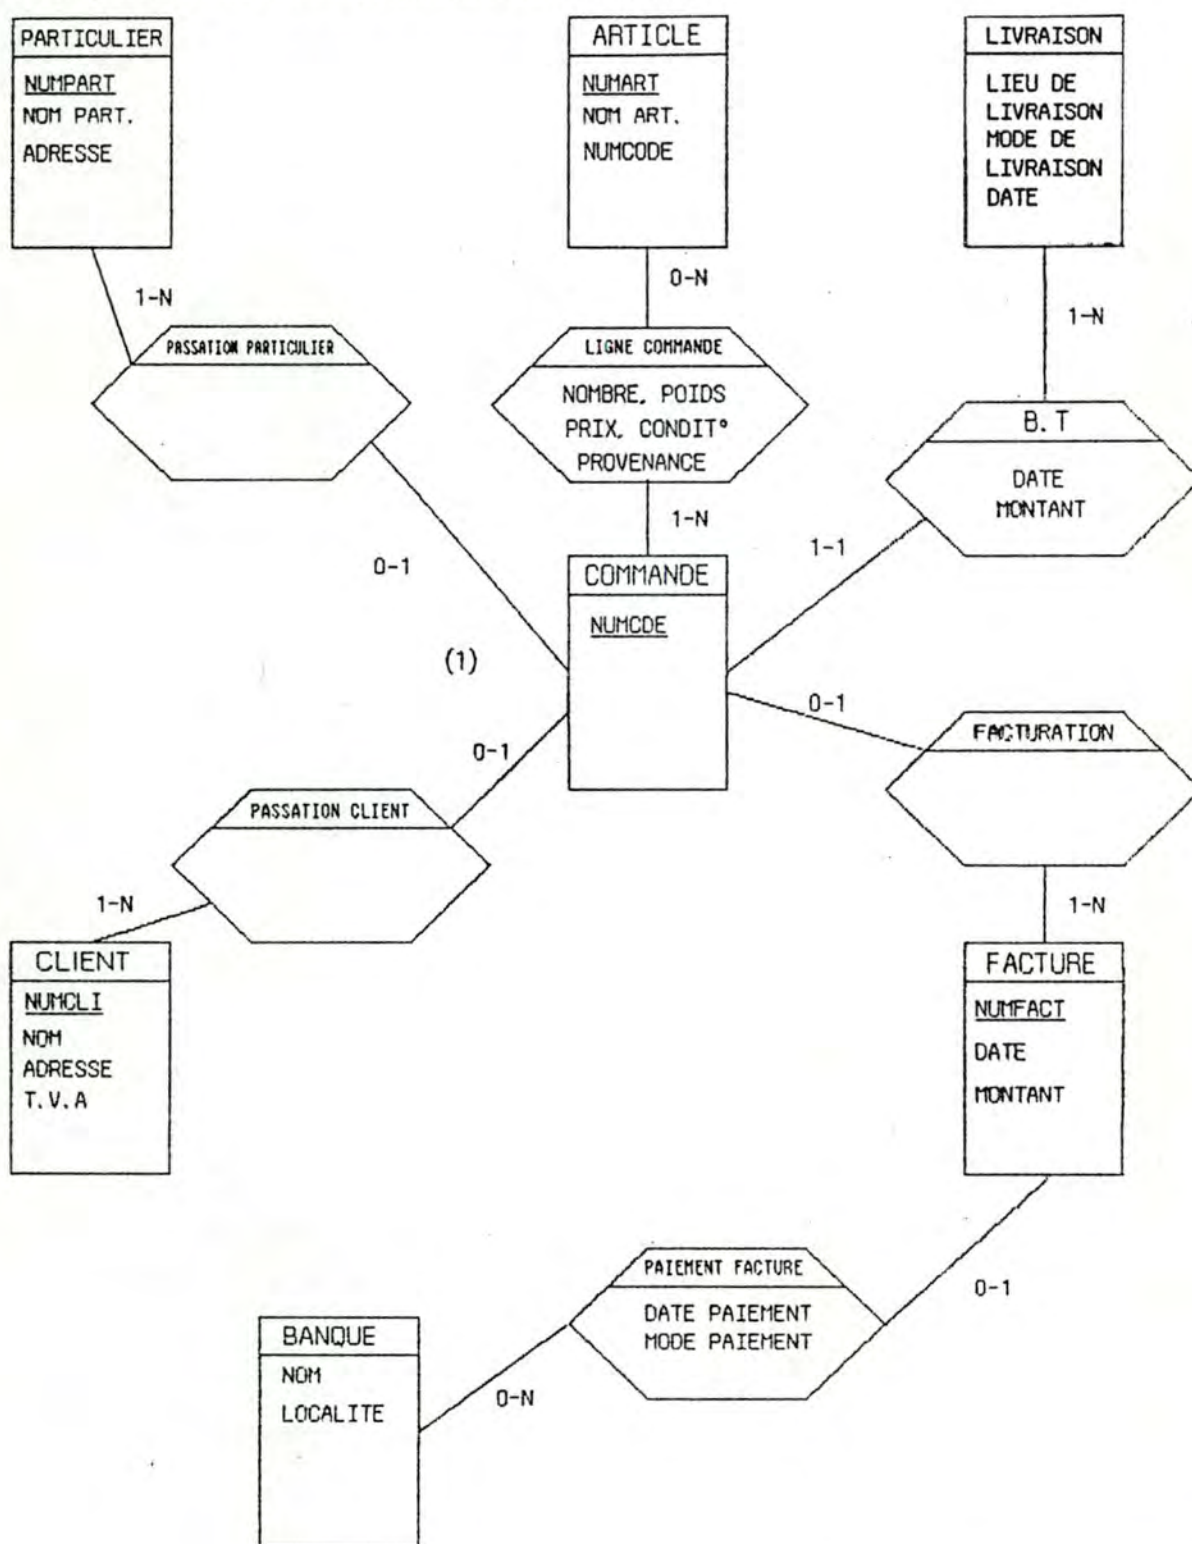 PARTICULIER
NUMPART
NOM PART.
ADRESSE
ARTICLE
NUMART
NOM ART.
NUMCODE
LIVRAISON
LIEU DE
LIVRAISON
MODE DE
LIVRAISON
DATE
1-N
0-N
1-N
PASSATION PARTICULIER
LIGNE COMMANDE
NOMBRE, POIDS
PRIX, CONDIT°
PROVENANCE
B.T
DATE
MONTANT
0-1
1-N
1-1
COMMANDE
NUMCDE
(1)
0-1
0-1
FACTURATION
PASSATION CLIENT
1-N
1-N
CLIENT
NUMCLI
NOM
ADRESSE
T.V.A
FACTURE
NUMFACT
DATE
MONTANT
PAIEMENT FACTURE
DATE PAIEMENT
MODE PAIEMENT
0-1
0-N
BANQUE
NOM
LOCALITE